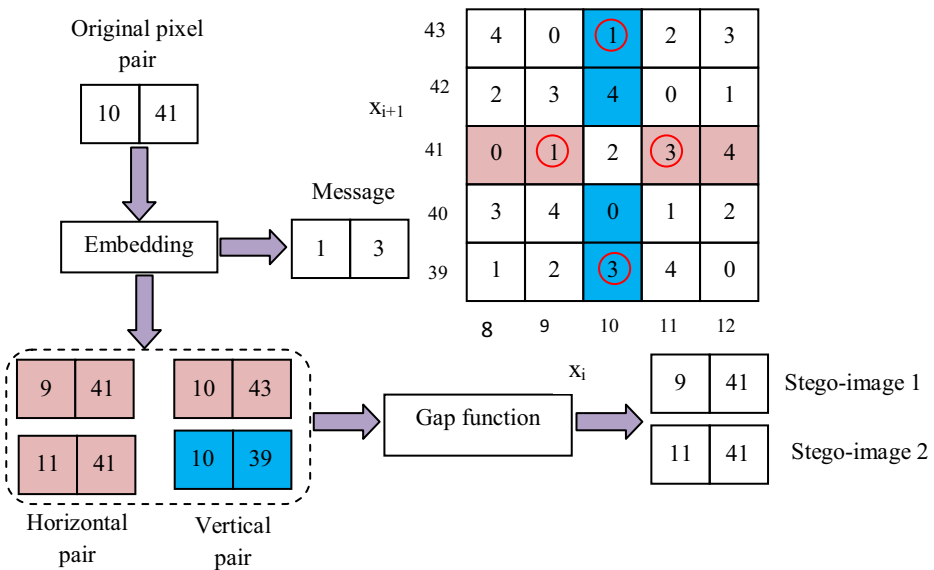 Original pixel
pair
10 41
Embedding
Message
1 3
x_{i+1}
43 4 0 1 2 3
42 2 3 4 0 1
41 0 1 2 3 4
40 3 4 0 1 2
39 1 2 3 4 0
8 9 10 11 12
x_i
9 41
10 43
11 41
10 39
Horizontal
pair
Vertical
pair
Gap function
9 41
Stego-image 1
11 41
Stego-image 2